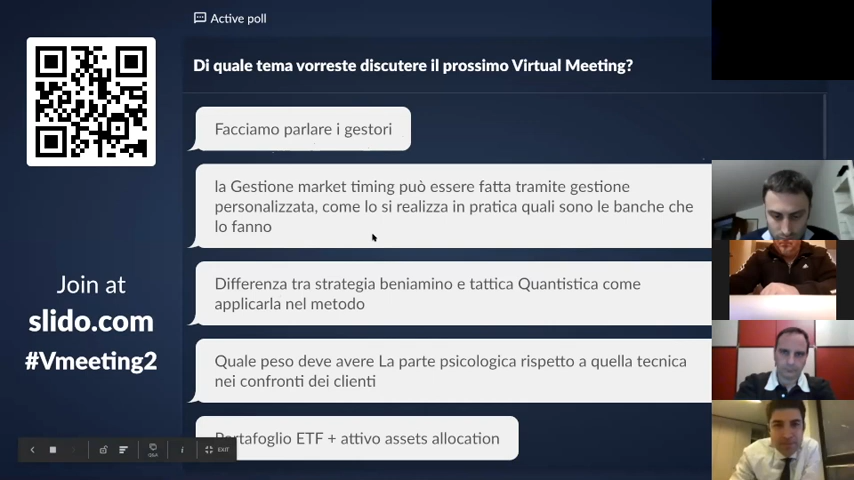 Active poll
Di quale tema vorreste discutere il prossimo Virtual Meeting?
Facciamo parlare i gestori
la Gestione market timing può essere fatta tramite gestione
personalizzata, come lo si realizza in pratica quali sono le banche che
lo fanno
Differenza tra strategia beniamino e tattica Quantistica come
applicarla nel metodo
Quale peso deve avere La parte psicologica rispetto a quella tecnica
nei confronti dei clienti
Portafoglio ETF + attivo assets allocation
Join at
slido.com
#Vmeeting2
Q&A
i
EXIT